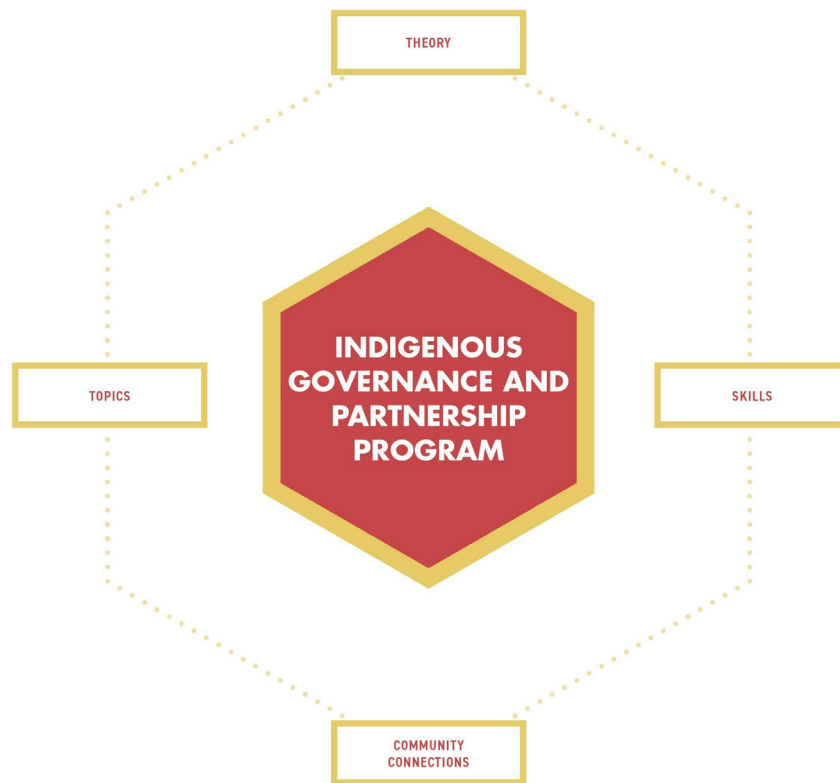 THEORY
INDIGENOUS
GOVERNANCE AND
PARTNERSHIP
PROGRAM
TOPICS
SKILLS
COMMUNITY
CONNECTIONS